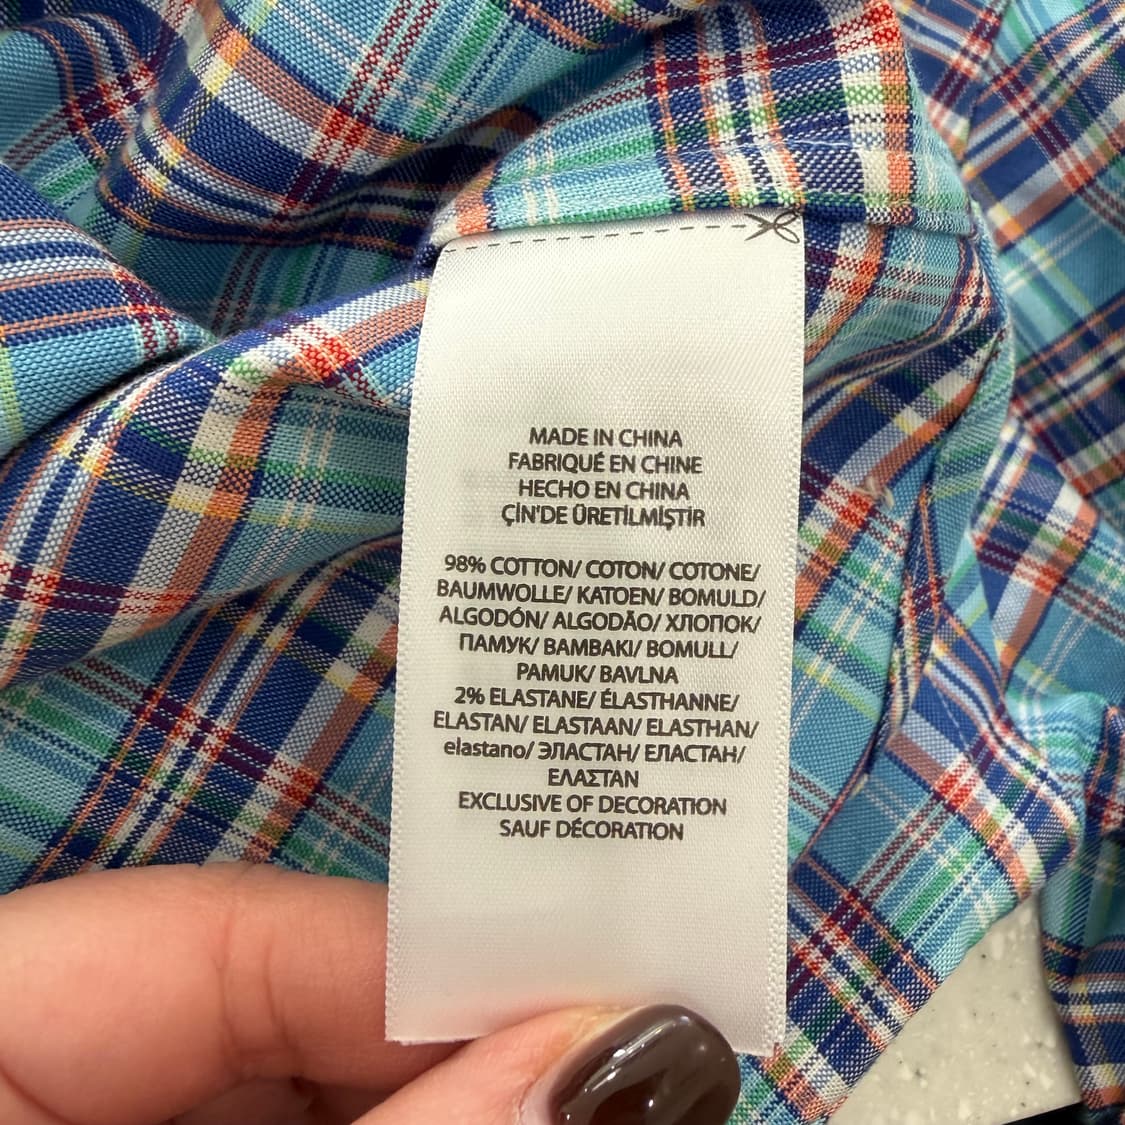 MADE IN CHINA
FABRIQUÉ EN CHINE
HECHO EN CHINA
ÇİN'DE ÜRETİLMİŞTİR
98% COTTON/ COTON/ COTONE/
BAUMWOLLE/ KATOEN/ BOMULD/
ALGODÓN/ ALGODÃO/ ХЛОПОК/
ПАМУК/ BAMBAKI/ BOMULL/
PAMUK/ BAVLNA
2% ELASTANE/ ÉLASTHANNE/
ELASTAN/ ELASTAAN/ ELASTHAN/
elastano/ ЭЛАСТАН/ ЕЛАСТАН/
ΕΛΑΣΤΑΝ
EXCLUSIVE OF DECORATION
SAUF DÉCORATION